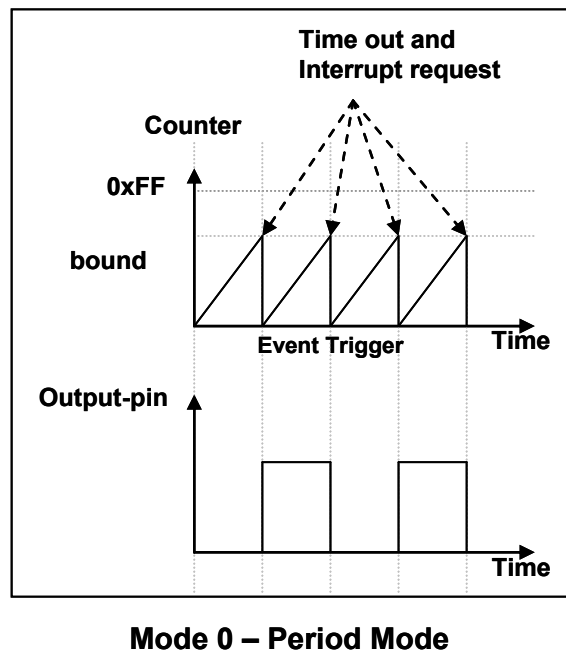 Time out and
Interrupt request
Counter
0xFF
bound
Event Trigger
Time
Output-pin
Time
Mode 0 – Period Mode